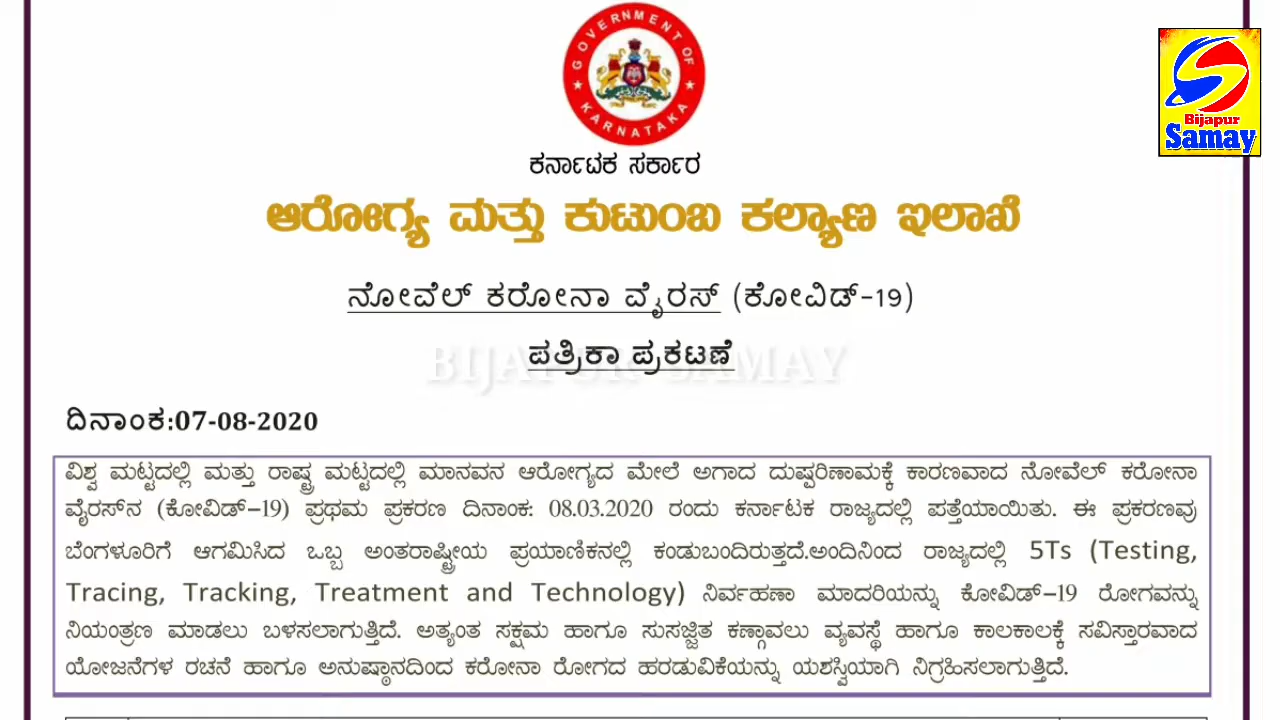 GOVERNMENT OF
KARNATAKA
Bijapur
Samay
ಕರ್ನಾಟಕ ಸರ್ಕಾರ
ಆರೋಗ್ಯ ಮತ್ತು ಕುಟುಂಬ ಕಲ್ಯಾಣ ಇಲಾಖೆ
ನೋವೆಲ್ ಕರೋನಾ ವೈರಸ್ (ಕೋವಿಡ್-19)
ಪತ್ರಿಕಾ ಪ್ರಕಟಣೆ
BIJAPUR SAMAY
ದಿನಾಂಕ:07-08-2020
ವಿಶ್ವ ಮಟ್ಟದಲ್ಲಿ ಮತ್ತು ರಾಷ್ಟ್ರ ಮಟ್ಟದಲ್ಲಿ ಮಾನವನ ಆರೋಗ್ಯದ ಮೇಲೆ ಅಗಾದ ದುಷ್ಪರಿಣಾಮಕ್ಕೆ ಕಾರಣವಾದ ನೋವೆಲ್ ಕರೋನಾ
ವೈರಸ್‌ನ (ಕೋವಿಡ್–19) ಪ್ರಥಮ ಪ್ರಕರಣ ದಿನಾಂಕ: 08.03.2020 ರಂದು ಕರ್ನಾಟಕ ರಾಜ್ಯದಲ್ಲಿ ಪತ್ತೆಯಾಯಿತು. ಈ ಪ್ರಕರಣವು
ಬೆಂಗಳೂರಿಗೆ ಆಗಮಿಸಿದ ಒಬ್ಬ ಅಂತರಾಷ್ಟ್ರೀಯ ಪ್ರಯಾಣಿಕನಲ್ಲಿ ಕಂಡುಬಂದಿರುತ್ತದೆ.ಅಂದಿನಿಂದ ರಾಜ್ಯದಲ್ಲಿ 5Ts (Testing,
Tracing, Tracking, Treatment and Technology) ನಿರ್ವಹಣಾ ಮಾದರಿಯನ್ನು ಕೋವಿಡ್–19 ರೋಗವನ್ನು
ನಿಯಂತ್ರಣ ಮಾಡಲು ಬಳಸಲಾಗುತ್ತಿದೆ. ಅತ್ಯಂತ ಸಕ್ಷಮ ಹಾಗೂ ಸುಸಜ್ಜಿತ ಕಣ್ಗಾವಲು ವ್ಯವಸ್ಥೆ ಹಾಗೂ ಕಾಲಕಾಲಕ್ಕೆ ಸವಿಸ್ತಾರವಾದ
ಯೋಜನೆಗಳ ರಚನೆ ಹಾಗೂ ಅನುಷ್ಠಾನದಿಂದ ಕರೋನಾ ರೋಗದ ಹರಡುವಿಕೆಯನ್ನು ಯಶಸ್ವಿಯಾಗಿ ನಿಗ್ರಹಿಸಲಾಗುತ್ತಿದೆ.